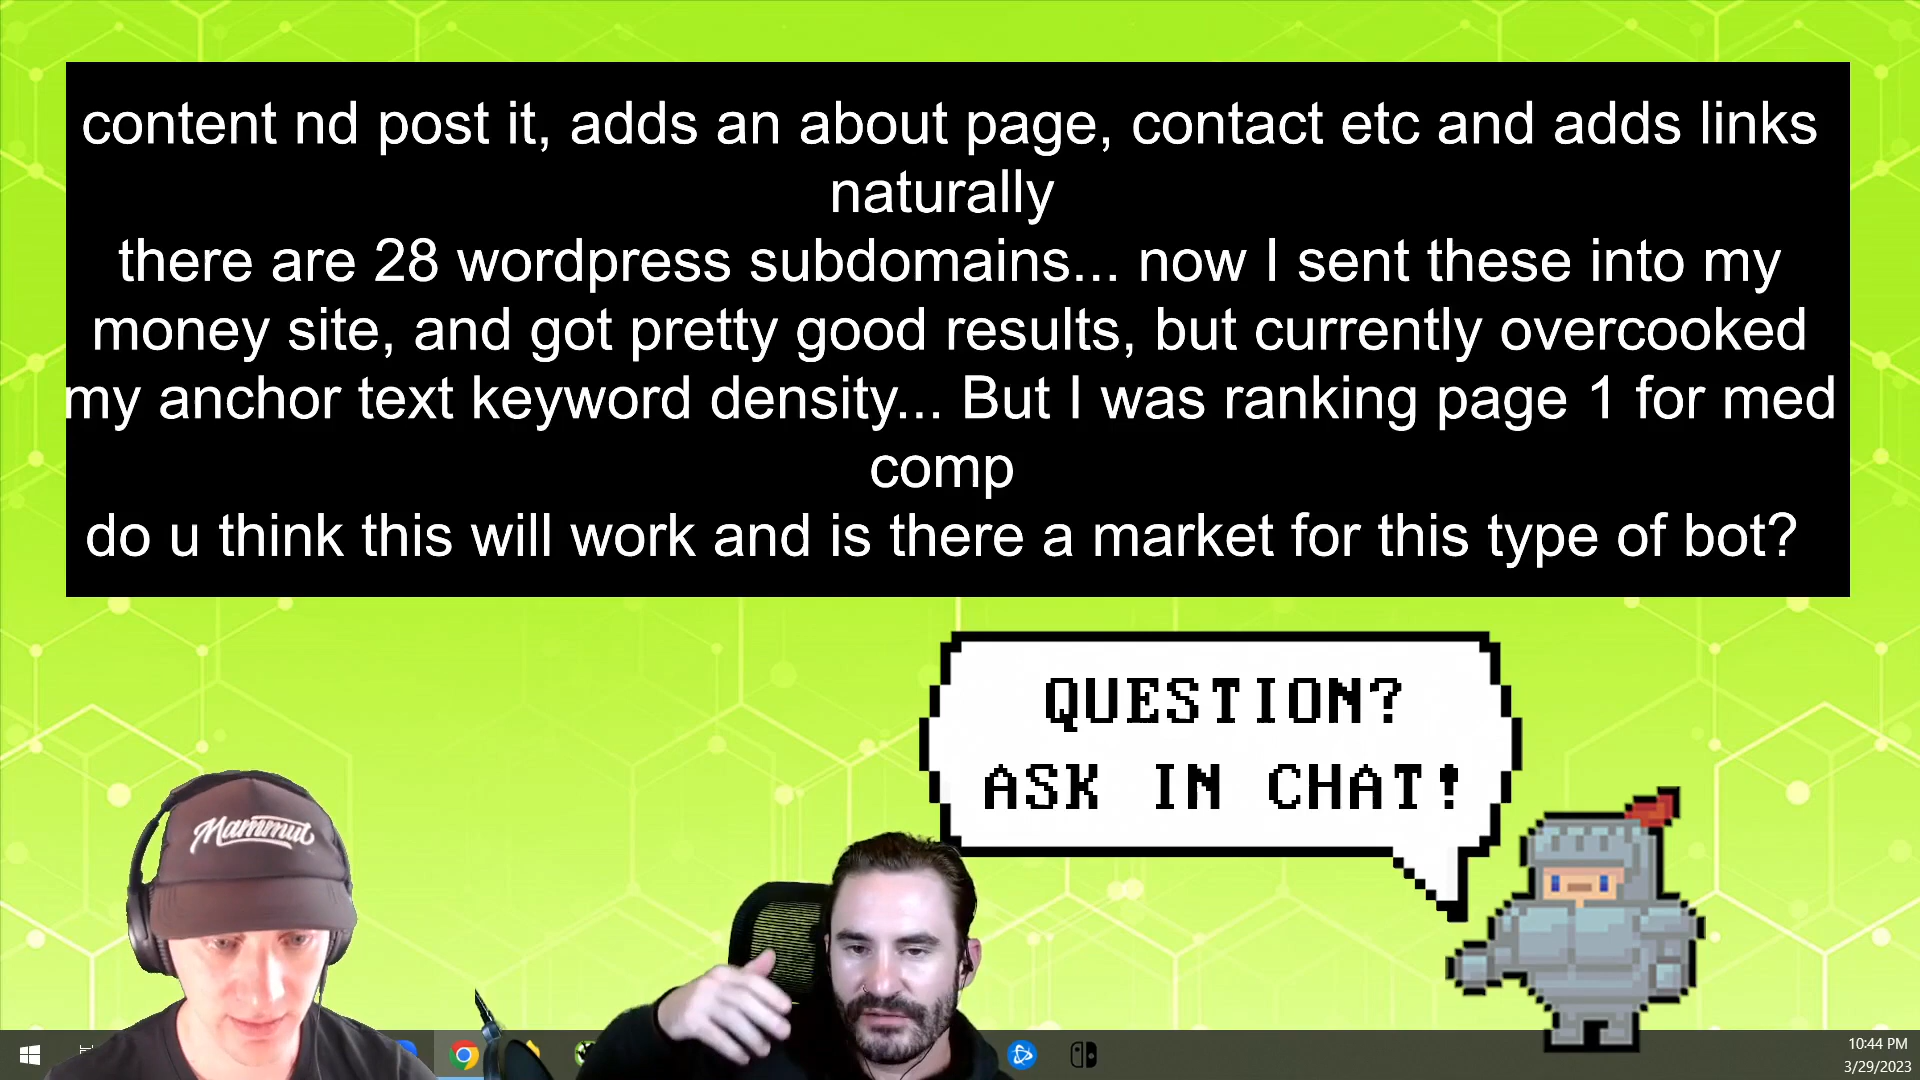 content nd post it, adds an about page, contact etc and adds links
naturally
there are 28 wordpress subdomains... now I sent these into my
money site, and got pretty good results, but currently overcooked
my anchor text keyword density... But I was ranking page 1 for med
comp
do u think this will work and is there a market for this type of bot?
QUESTION?
ASK IN CHAT!
Mammut
10:44 PM
3/29/2023